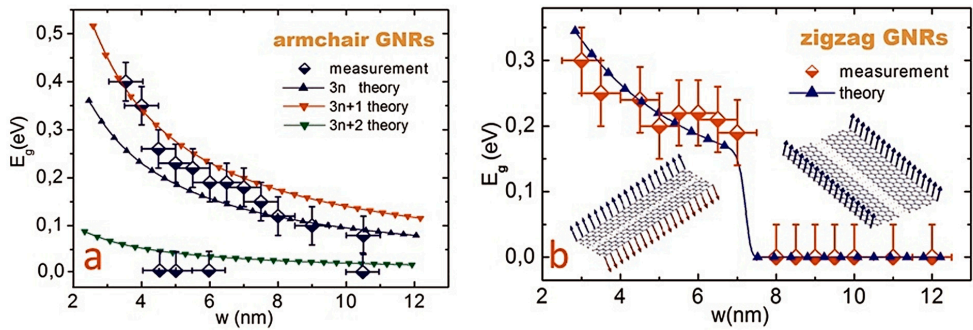 armchair GNRs
measurement
3n theory
3n+1 theory
3n+2 theory
Eg(eV)
0,5
0,4
0,3
0,2
0,1
0,0
a
2 4 6 8 10 12
w (nm)
zigzag GNRs
measurement
theory
Eg(eV)
0,3
0,2
0,1
0,0
b
2 4 6 8 10 12
w(nm)